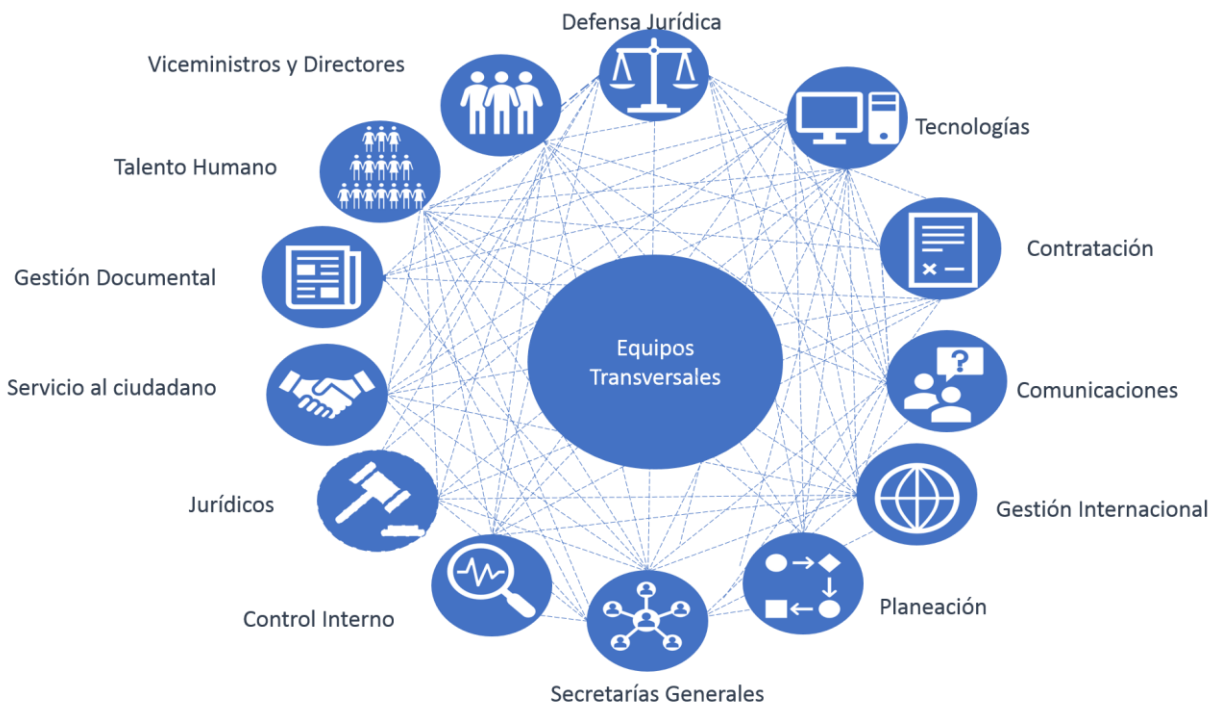 Defensa Jurídica
Viceministros y Directores
Tecnologías
Talento Humano
Contratación
Gestión Documental
Equipos
Transversales
Servicio al ciudadano
Comunicaciones
Jurídicos
Gestión Internacional
Control Interno
Planeación
Secretarías Generales